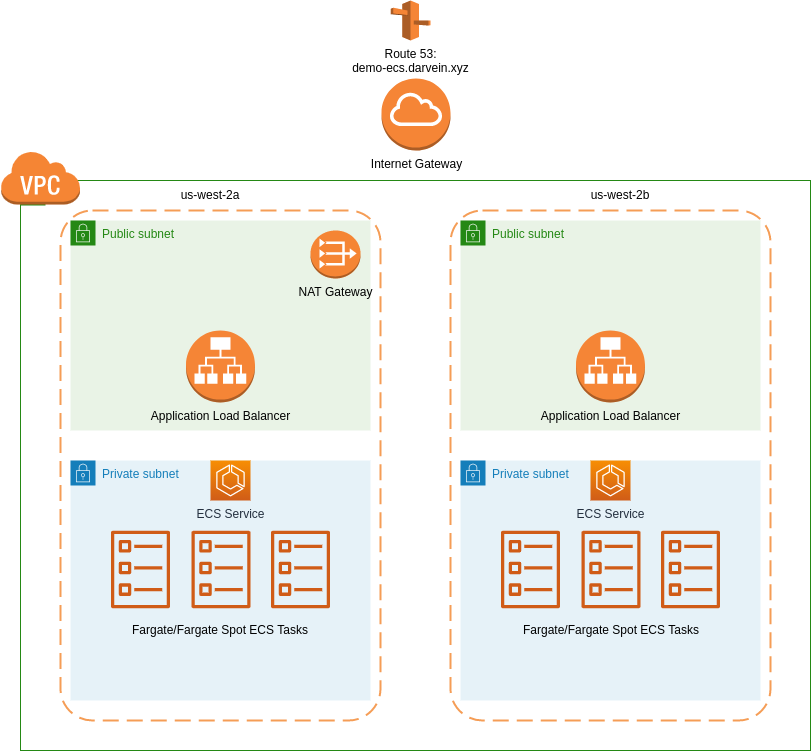 Route 53:
demo-ecs.darvein.xyz
Internet Gateway
VPC
us-west-2a
us-west-2b
Public subnet
NAT Gateway
Application Load Balancer
Public subnet
Application Load Balancer
Private subnet
ECS Service
Fargate/Fargate Spot ECS Tasks
Private subnet
ECS Service
Fargate/Fargate Spot ECS Tasks